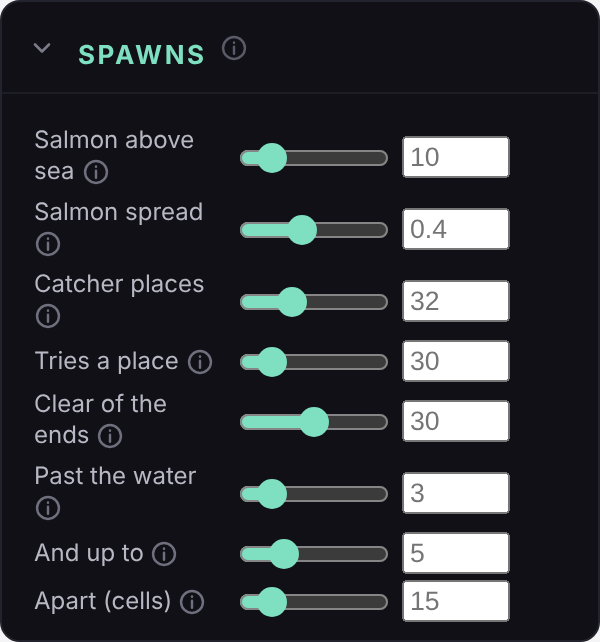 SPAWNS
Salmon above
sea
10
Salmon spread
0.4
Catcher places
32
Tries a place
30
Clear of the
ends
30
Past the water
3
And up to
5
Apart (cells)
15